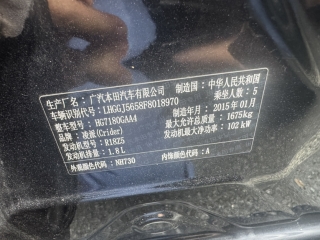 生产厂名：广汽本田汽车有限公司 制造国：中华人民共和国
车辆识别代号：LHGGJ5658F8018970 乘坐人数：5
整车型号：HG7180GAA4 制造年月：2015年01月
品牌：凌派(Crider) 最大允许总质量：1675kg
发动机型号：R18Z5 发动机最大净功率：102kW
发动机排量：1.8L
外观颜色代号：NH730 内饰颜色代号：A